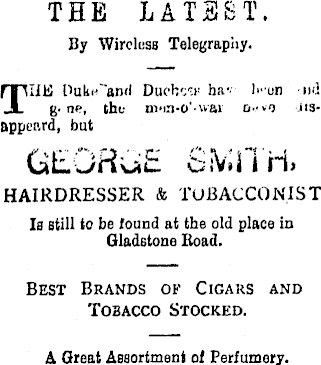 THE LATEST.
By Wireless Telegraphy.
THE Duke and Duchess have been and
gone, the men-o'-war have dis-
appeared, but
GEORGE SMITH,
HAIRDRESSER & TOBACCONIST
Is still to be found at the old place in
Gladstone Road.
BEST BRANDS OF CIGARS AND
TOBACCO STOCKED.
A Great Assortment of Perfumery.